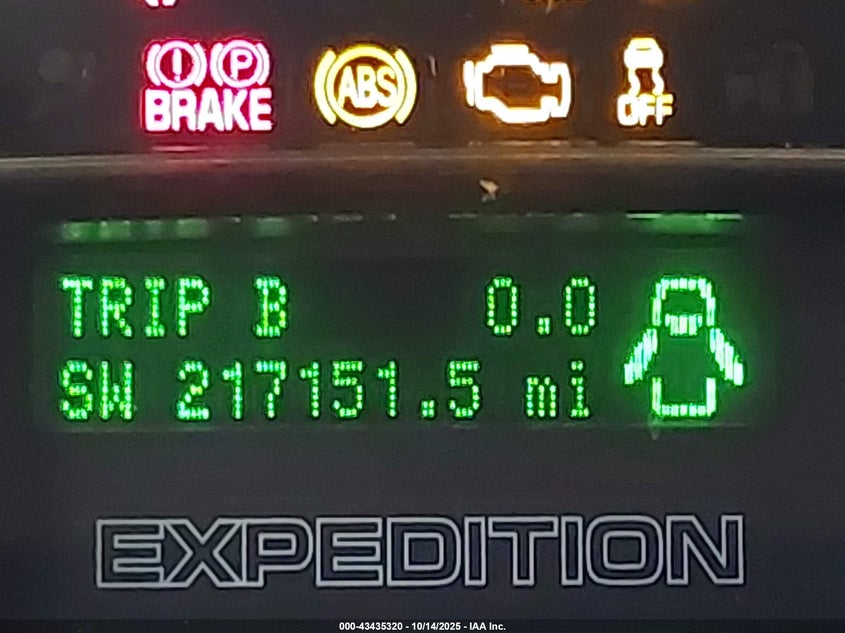 (!) (P)
BRAKE
ABS
OFF
TRIP B 0.0
SW 217151.5 mi
EXPEDITION
000-43435320 - 10/14/2025 - IAA Inc.